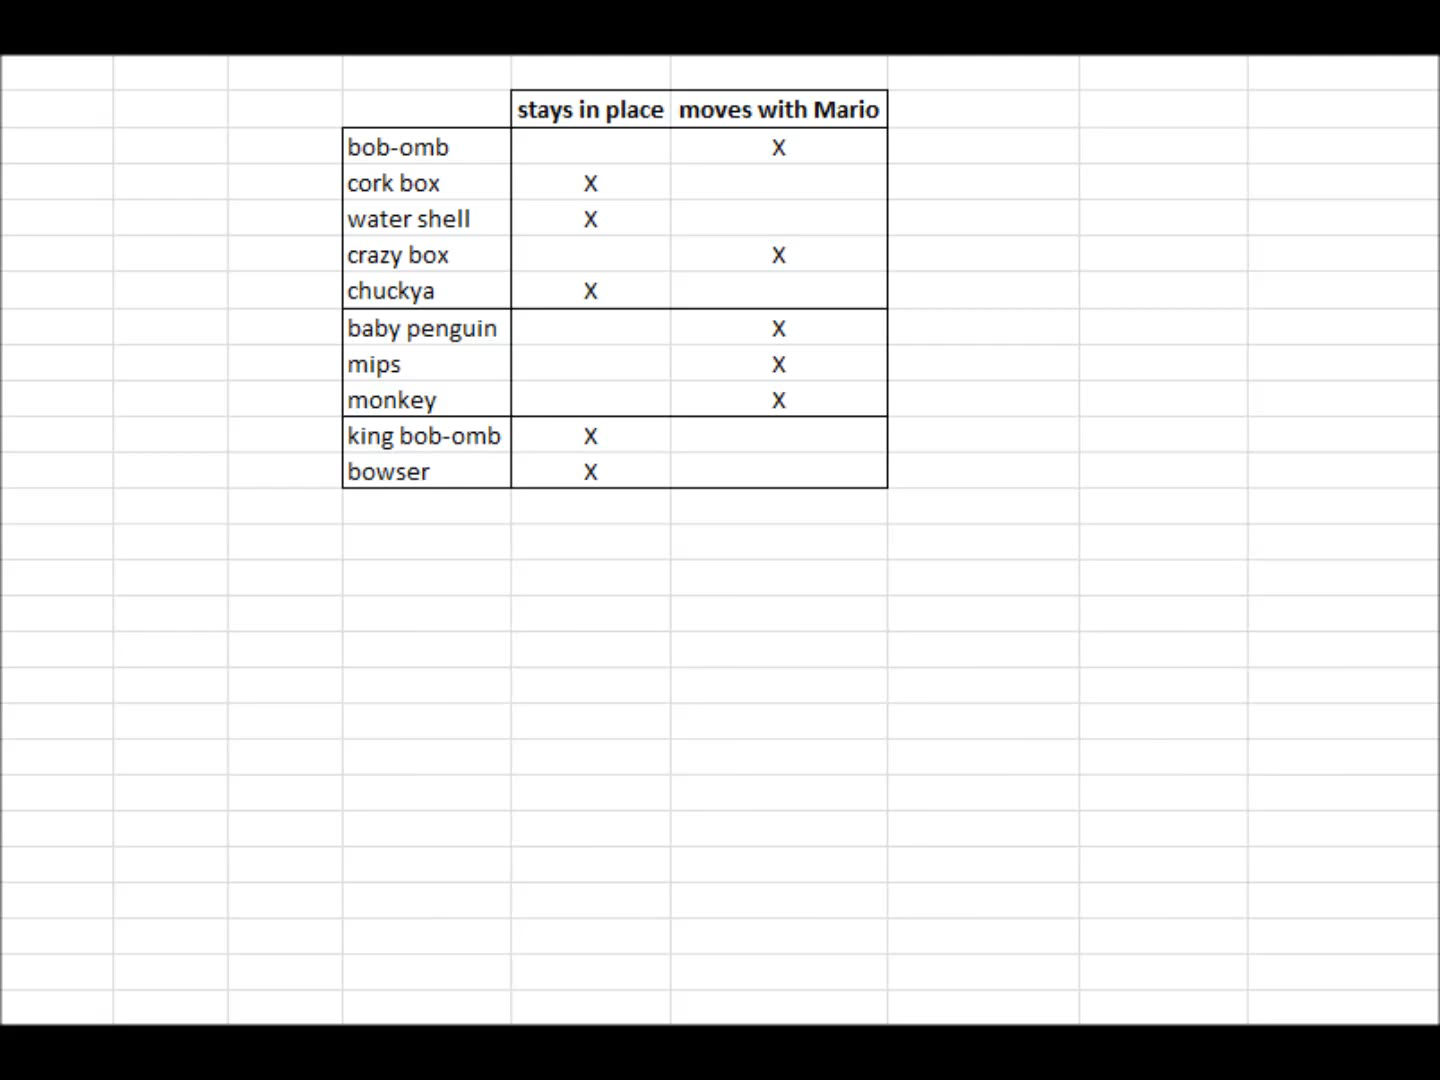 stays in place moves with Mario
bob-omb X
cork box X
water shell X
crazy box X
chuckya X
baby penguin X
mips X
monkey X
king bob-omb X
bowser X